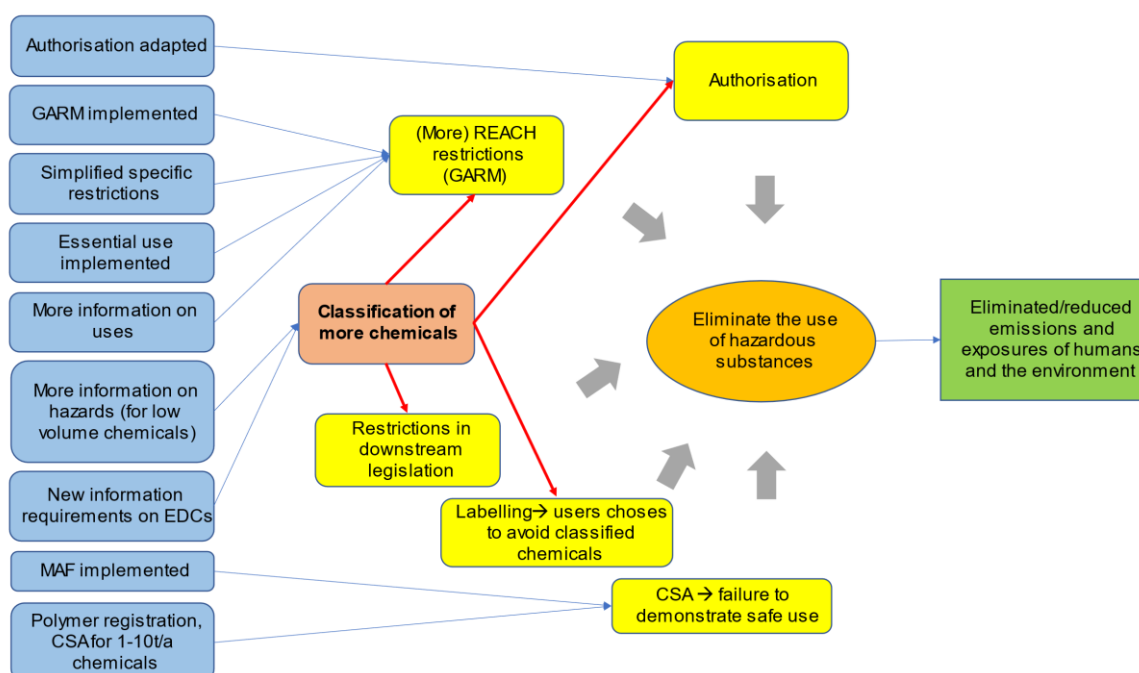 Authorisation adapted
GARM implemented
Simplified specific
restrictions
Essential use
implemented
More information on
uses
More information on
hazards (for low
volume chemicals)
New information
requirements on EDCs
MAF implemented
Polymer registration,
CSA for 1-10t/a
chemicals
(More) REACH
restrictions
(GARM)
Classification of
more chemicals
Restrictions in
downstream
legislation
Labelling→ users choses
to avoid classified
chemicals
CSA → failure to
demonstrate safe use
Authorisation
Eliminate the use
of hazardous
substances
Eliminated/reduced
emissions and
exposures of humans
and the environment